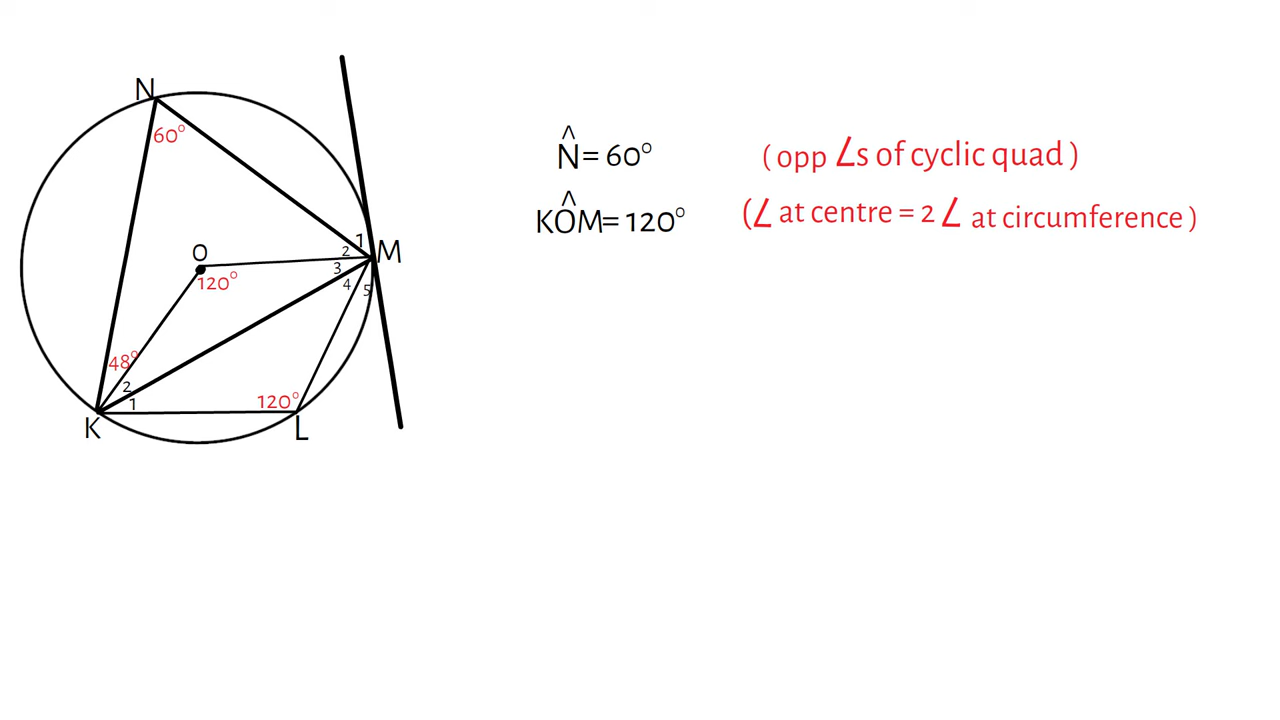 N
60°
O
120°
1
2
3
4
5
M
48°
2
1
120°
K
L
N̂ = 60° ( opp ∠s of cyclic quad )
KÔM = 120° (∠ at centre = 2 ∠ at circumference )